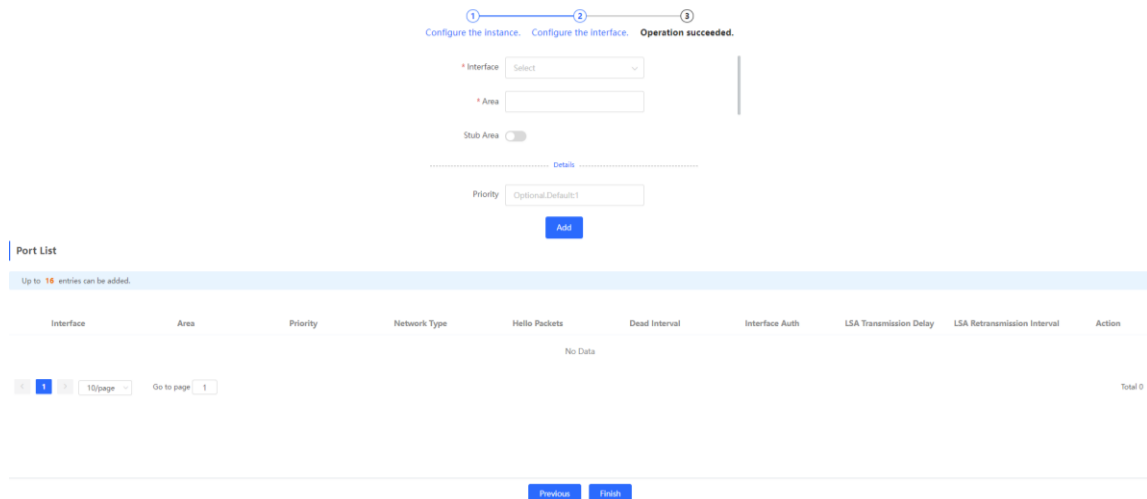 1 2 3
Configure the instance. Configure the interface. Operation succeeded.
* Interface Select
* Area
Stub Area
Details
Priority Optional.Default:1
Add
Port List
Up to 16 entries can be added.
Interface Area Priority Network Type Hello Packets Dead Interval Interface Auth LSA Transmission Delay LSA Retransmission Interval Action
No Data
1 10/page Go to page 1 Total 0
Previous Finish